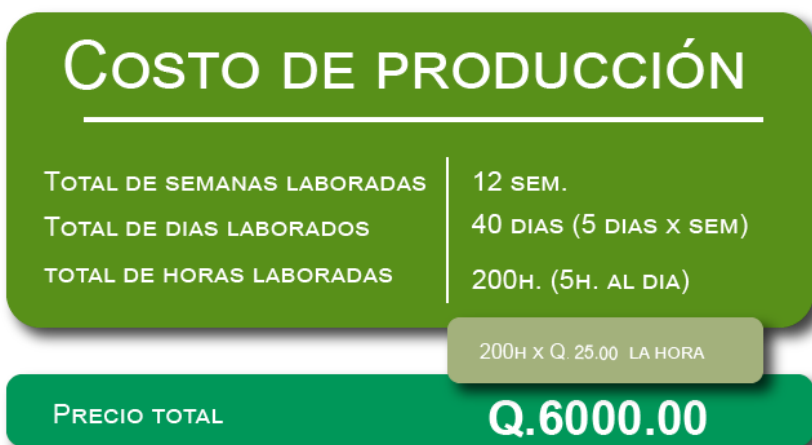 COSTO DE PRODUCCIÓN
TOTAL DE SEMANAS LABORADAS 12 SEM.
TOTAL DE DIAS LABORADOS 40 DIAS (5 DIAS X SEM)
TOTAL DE HORAS LABORADAS 200H. (5H. AL DIA)
200H X Q. 25.00 LA HORA
PRECIO TOTAL Q.6000.00